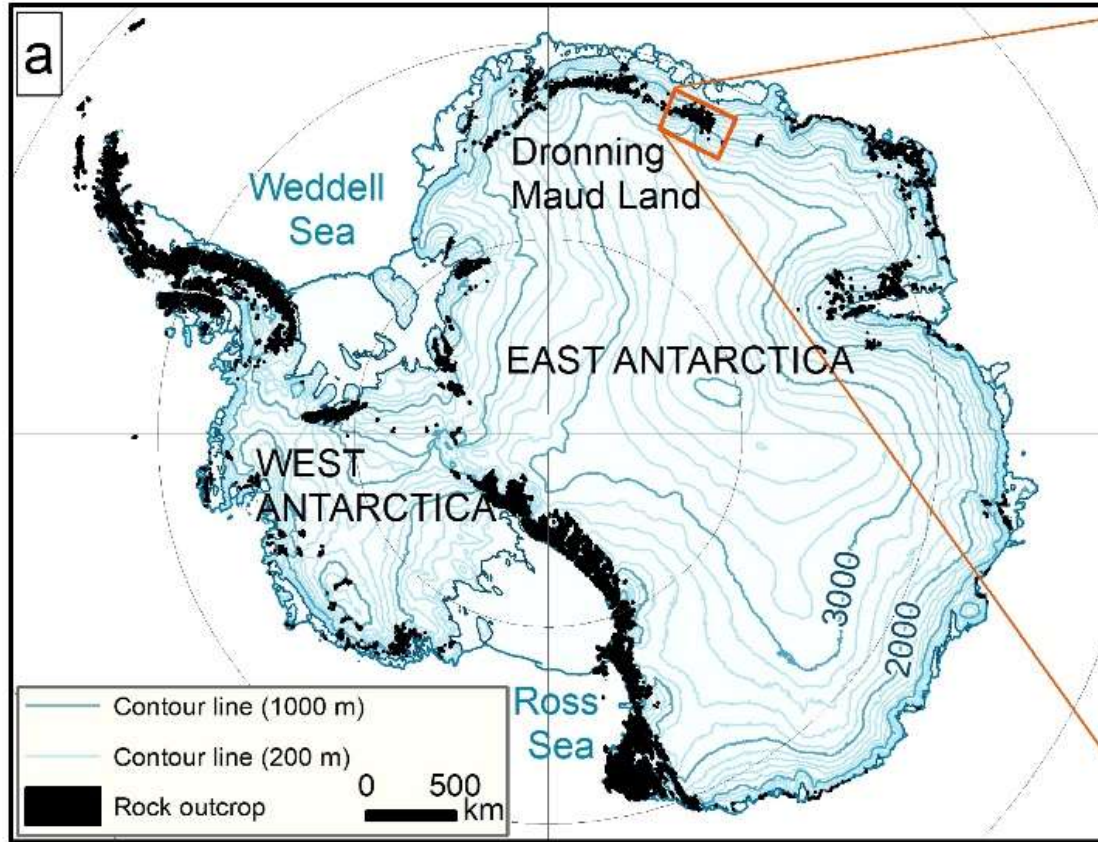 a
Weddell
Sea
Dronning
Maud Land
EAST ANTARCTICA
WEST
ANTARCTICA
3000
2000
Ross
Sea
Contour line (1000 m)
Contour line (200 m)
Rock outcrop
0 500
km